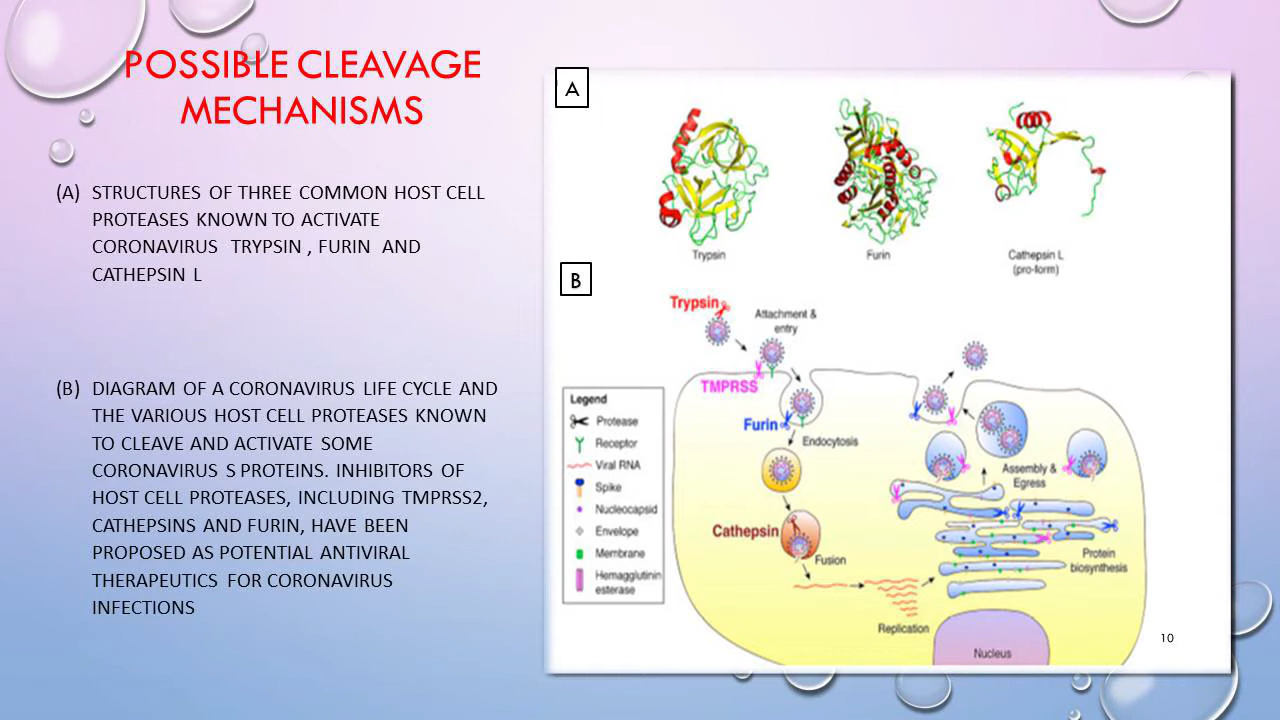 POSSIBLE CLEAVAGE
MECHANISMS
(A) STRUCTURES OF THREE COMMON HOST CELL
PROTEASES KNOWN TO ACTIVATE
CORONAVIRUS TRYPSIN , FURIN AND
CATHEPSIN L
(B) DIAGRAM OF A CORONAVIRUS LIFE CYCLE AND
THE VARIOUS HOST CELL PROTEASES KNOWN
TO CLEAVE AND ACTIVATE SOME
CORONAVIRUS S PROTEINS. INHIBITORS OF
HOST CELL PROTEASES, INCLUDING TMPRSS2,
CATHEPSINS AND FURIN, HAVE BEEN
PROPOSED AS POTENTIAL ANTIVIRAL
THERAPEUTICS FOR CORONAVIRUS
INFECTIONS
A
Trypsin
Furin
Cathepsin L
(pro-form)
B
Trypsin
Attachment &
entry
TMPRSS
Furin
Endocytosis
Cathepsin
Fusion
Replication
Nucleus
Assembly &
Egress
Protein
biosynthesis
Legend
Protease
Receptor
Viral RNA
Spike
Nucleocapsid
Envelope
Membrane
Hemagglutinin
esterase
10